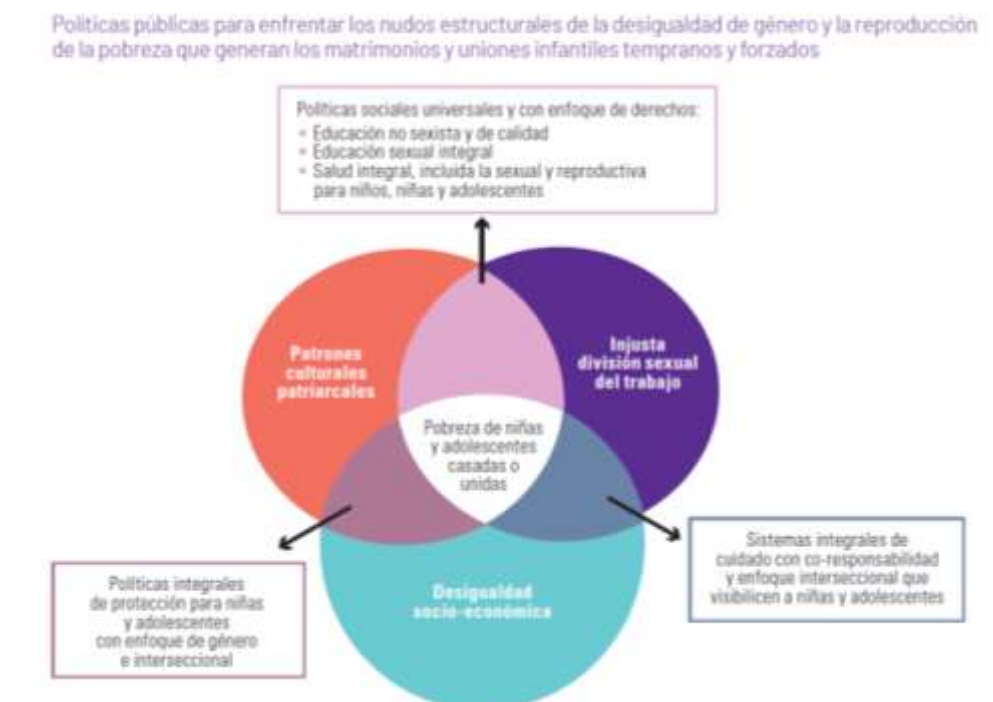 Políticas públicas para enfrentar los nudos estructurales de la desigualdad de género y la reproducción
de la pobreza que generan los matrimonios y uniones infantiles tempranos y forzados
Políticas sociales universales y con enfoque de derechos:
• Educación no sexista y de calidad
• Educación sexual integral
• Salud integral, incluida la sexual y reproductiva
para niños, niñas y adolescentes
Patrones
culturales
patriarcales
Injusta
división sexual
del trabajo
Pobreza de niñas
y adolescentes
casadas o
unidas
Sistemas integrales de
cuidado con co-responsabilidad
y enfoque interseccional que
visibilicen a niñas y adolescentes
Políticas integrales
de protección para niñas
y adolescentes
con enfoque de género
e interseccional
Desigualdad
socio-económica